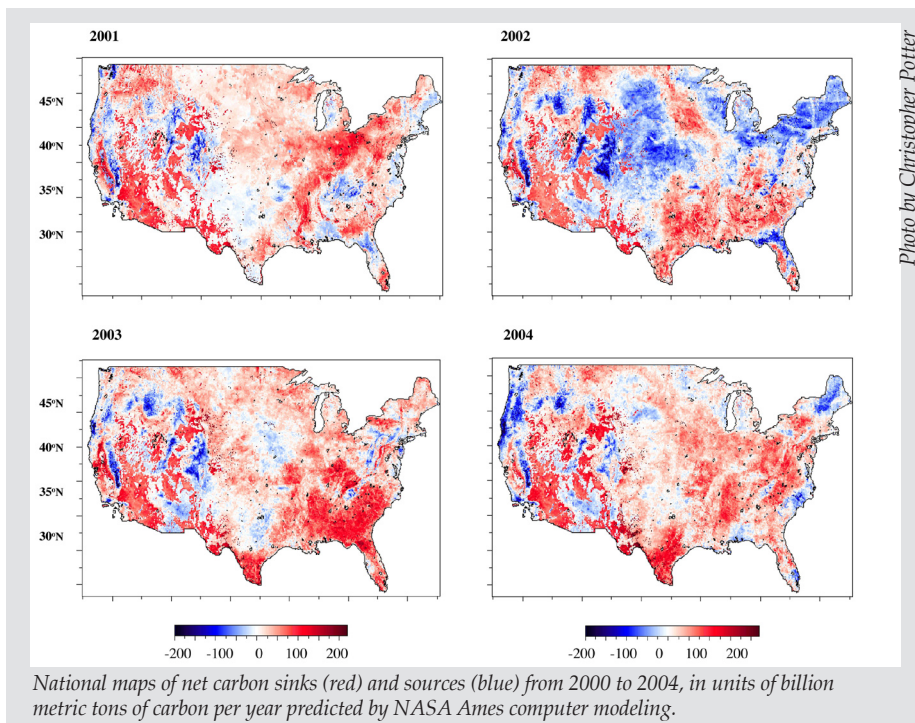 2001
2002
45°N
40°N
35°N
30°N
Photo by Christopher Potter
2003
2004
45°N
40°N
35°N
30°N
-200 -100 0 100 200
-200 -100 0 100 200
National maps of net carbon sinks (red) and sources (blue) from 2000 to 2004, in units of billion
metric tons of carbon per year predicted by NASA Ames computer modeling.